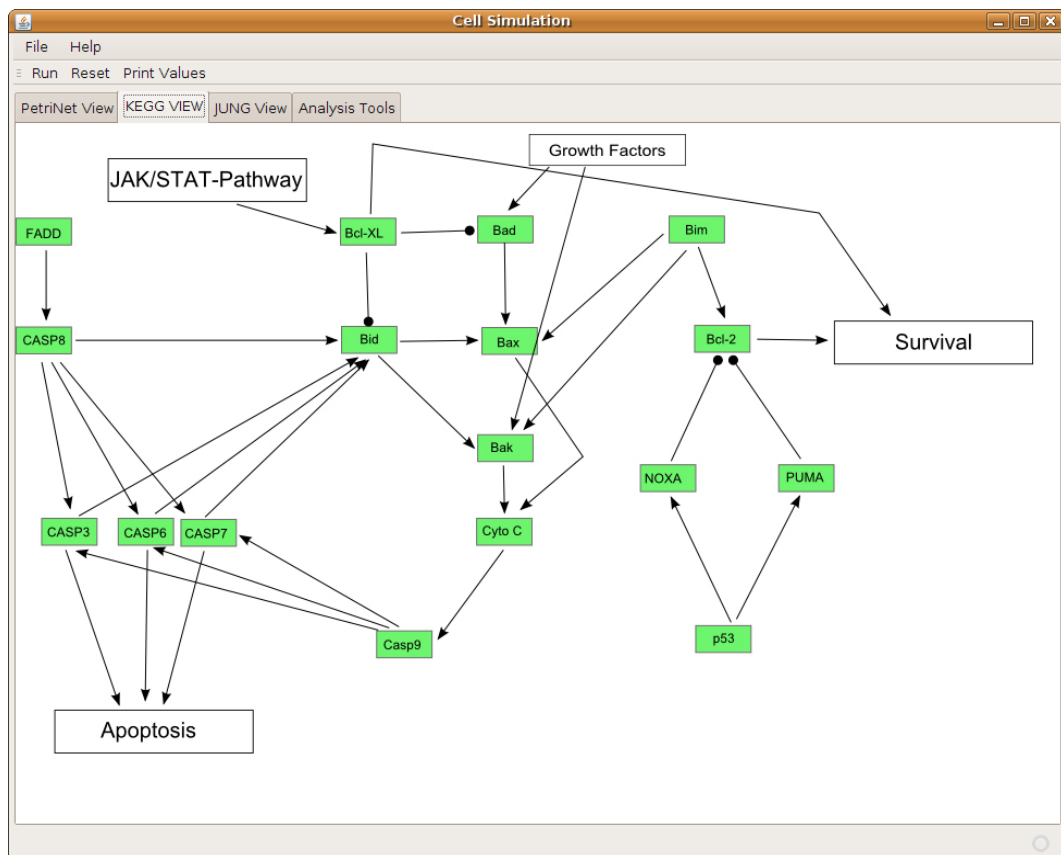 Cell Simulation
File Help
Run Reset Print Values
PetriNet View KEGG VIEW JUNG View Analysis Tools
Growth Factors
JAK/STAT-Pathway
FADD
Bcl-XL
Bad
Bim
CASP8
Bid
Bax
Bcl-2
Survival
Bak
NOXA
PUMA
CASP3
CASP6
CASP7
Cyto C
Casp9
p53
Apoptosis